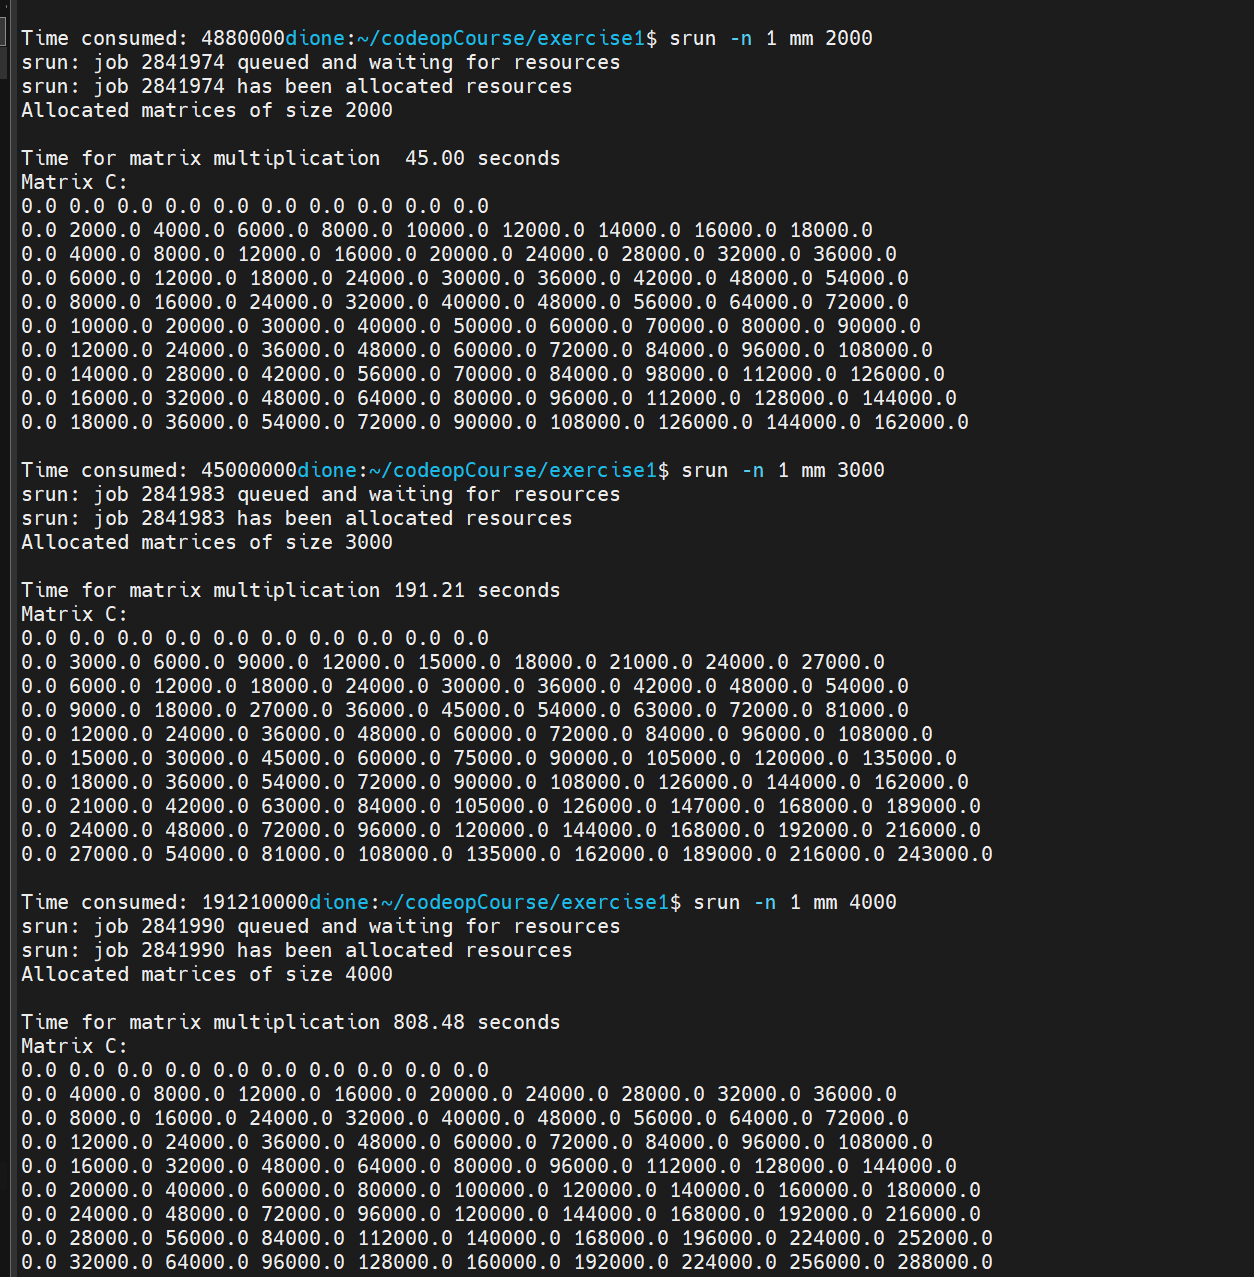 Time consumed: 4880000dione:~/codeopCourse/exercise1$ srun -n 1 mm 2000
srun: job 2841974 queued and waiting for resources
srun: job 2841974 has been allocated resources
Allocated matrices of size 2000
Time for matrix multiplication  45.00 seconds
Matrix C:
0.0 0.0 0.0 0.0 0.0 0.0 0.0 0.0 0.0 0.0
0.0 2000.0 4000.0 6000.0 8000.0 10000.0 12000.0 14000.0 16000.0 18000.0
0.0 4000.0 8000.0 12000.0 16000.0 20000.0 24000.0 28000.0 32000.0 36000.0
0.0 6000.0 12000.0 18000.0 24000.0 30000.0 36000.0 42000.0 48000.0 54000.0
0.0 8000.0 16000.0 24000.0 32000.0 40000.0 48000.0 56000.0 64000.0 72000.0
0.0 10000.0 20000.0 30000.0 40000.0 50000.0 60000.0 70000.0 80000.0 90000.0
0.0 12000.0 24000.0 36000.0 48000.0 60000.0 72000.0 84000.0 96000.0 108000.0
0.0 14000.0 28000.0 42000.0 56000.0 70000.0 84000.0 98000.0 112000.0 126000.0
0.0 16000.0 32000.0 48000.0 64000.0 80000.0 96000.0 112000.0 128000.0 144000.0
0.0 18000.0 36000.0 54000.0 72000.0 90000.0 108000.0 126000.0 144000.0 162000.0
Time consumed: 45000000dione:~/codeopCourse/exercise1$ srun -n 1 mm 3000
srun: job 2841983 queued and waiting for resources
srun: job 2841983 has been allocated resources
Allocated matrices of size 3000
Time for matrix multiplication 191.21 seconds
Matrix C:
0.0 0.0 0.0 0.0 0.0 0.0 0.0 0.0 0.0 0.0
0.0 3000.0 6000.0 9000.0 12000.0 15000.0 18000.0 21000.0 24000.0 27000.0
0.0 6000.0 12000.0 18000.0 24000.0 30000.0 36000.0 42000.0 48000.0 54000.0
0.0 9000.0 18000.0 27000.0 36000.0 45000.0 54000.0 63000.0 72000.0 81000.0
0.0 12000.0 24000.0 36000.0 48000.0 60000.0 72000.0 84000.0 96000.0 108000.0
0.0 15000.0 30000.0 45000.0 60000.0 75000.0 90000.0 105000.0 120000.0 135000.0
0.0 18000.0 36000.0 54000.0 72000.0 90000.0 108000.0 126000.0 144000.0 162000.0
0.0 21000.0 42000.0 63000.0 84000.0 105000.0 126000.0 147000.0 168000.0 189000.0
0.0 24000.0 48000.0 72000.0 96000.0 120000.0 144000.0 168000.0 192000.0 216000.0
0.0 27000.0 54000.0 81000.0 108000.0 135000.0 162000.0 189000.0 216000.0 243000.0
Time consumed: 191210000dione:~/codeopCourse/exercise1$ srun -n 1 mm 4000
srun: job 2841990 queued and waiting for resources
srun: job 2841990 has been allocated resources
Allocated matrices of size 4000
Time for matrix multiplication 808.48 seconds
Matrix C:
0.0 0.0 0.0 0.0 0.0 0.0 0.0 0.0 0.0 0.0
0.0 4000.0 8000.0 12000.0 16000.0 20000.0 24000.0 28000.0 32000.0 36000.0
0.0 8000.0 16000.0 24000.0 32000.0 40000.0 48000.0 56000.0 64000.0 72000.0
0.0 12000.0 24000.0 36000.0 48000.0 60000.0 72000.0 84000.0 96000.0 108000.0
0.0 16000.0 32000.0 48000.0 64000.0 80000.0 96000.0 112000.0 128000.0 144000.0
0.0 20000.0 40000.0 60000.0 80000.0 100000.0 120000.0 140000.0 160000.0 180000.0
0.0 24000.0 48000.0 72000.0 96000.0 120000.0 144000.0 168000.0 192000.0 216000.0
0.0 28000.0 56000.0 84000.0 112000.0 140000.0 168000.0 196000.0 224000.0 252000.0
0.0 32000.0 64000.0 96000.0 128000.0 160000.0 192000.0 224000.0 256000.0 288000.0